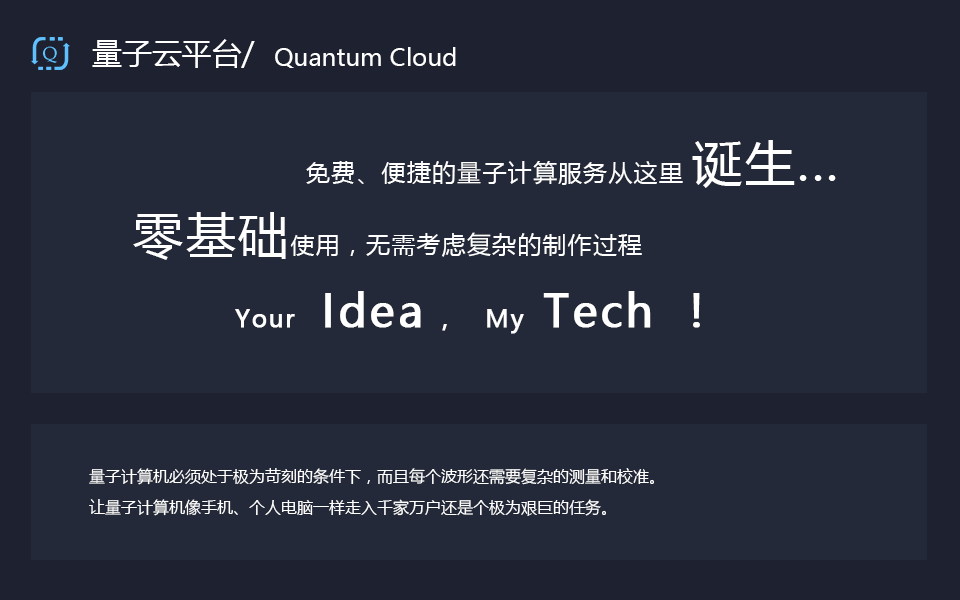 Q 量子云平台/ Quantum Cloud
免费、便捷的量子计算服务从这里 诞生...
零基础使用，无需考虑复杂的制作过程
Your Idea , My Tech !
量子计算机必须处于极为苛刻的条件下，而且每个波形还需要复杂的测量和校准。
让量子计算机像手机、个人电脑一样走入千家万户还是个极为艰巨的任务。